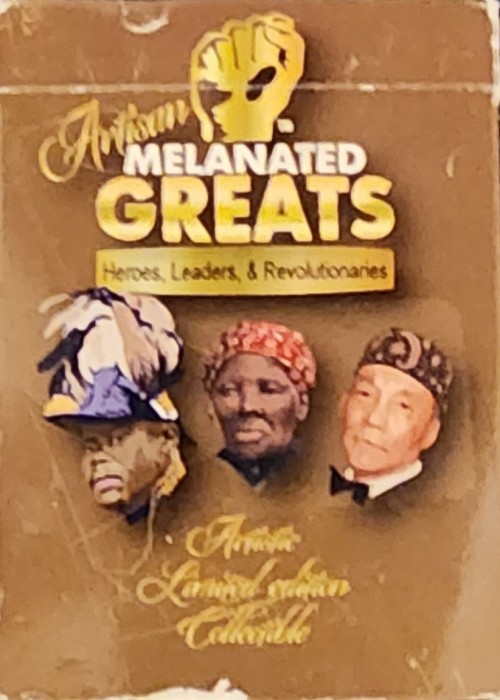 Artisan
MELANATED
GREATS
Heroes, Leaders, & Revolutionaries
Artistic
Limited edition
Collectible